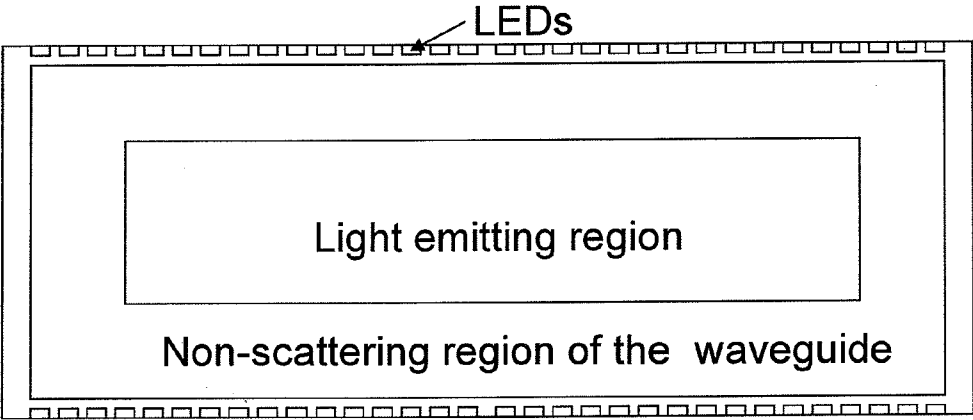 LEDs
Light emitting region
Non-scattering region of the waveguide